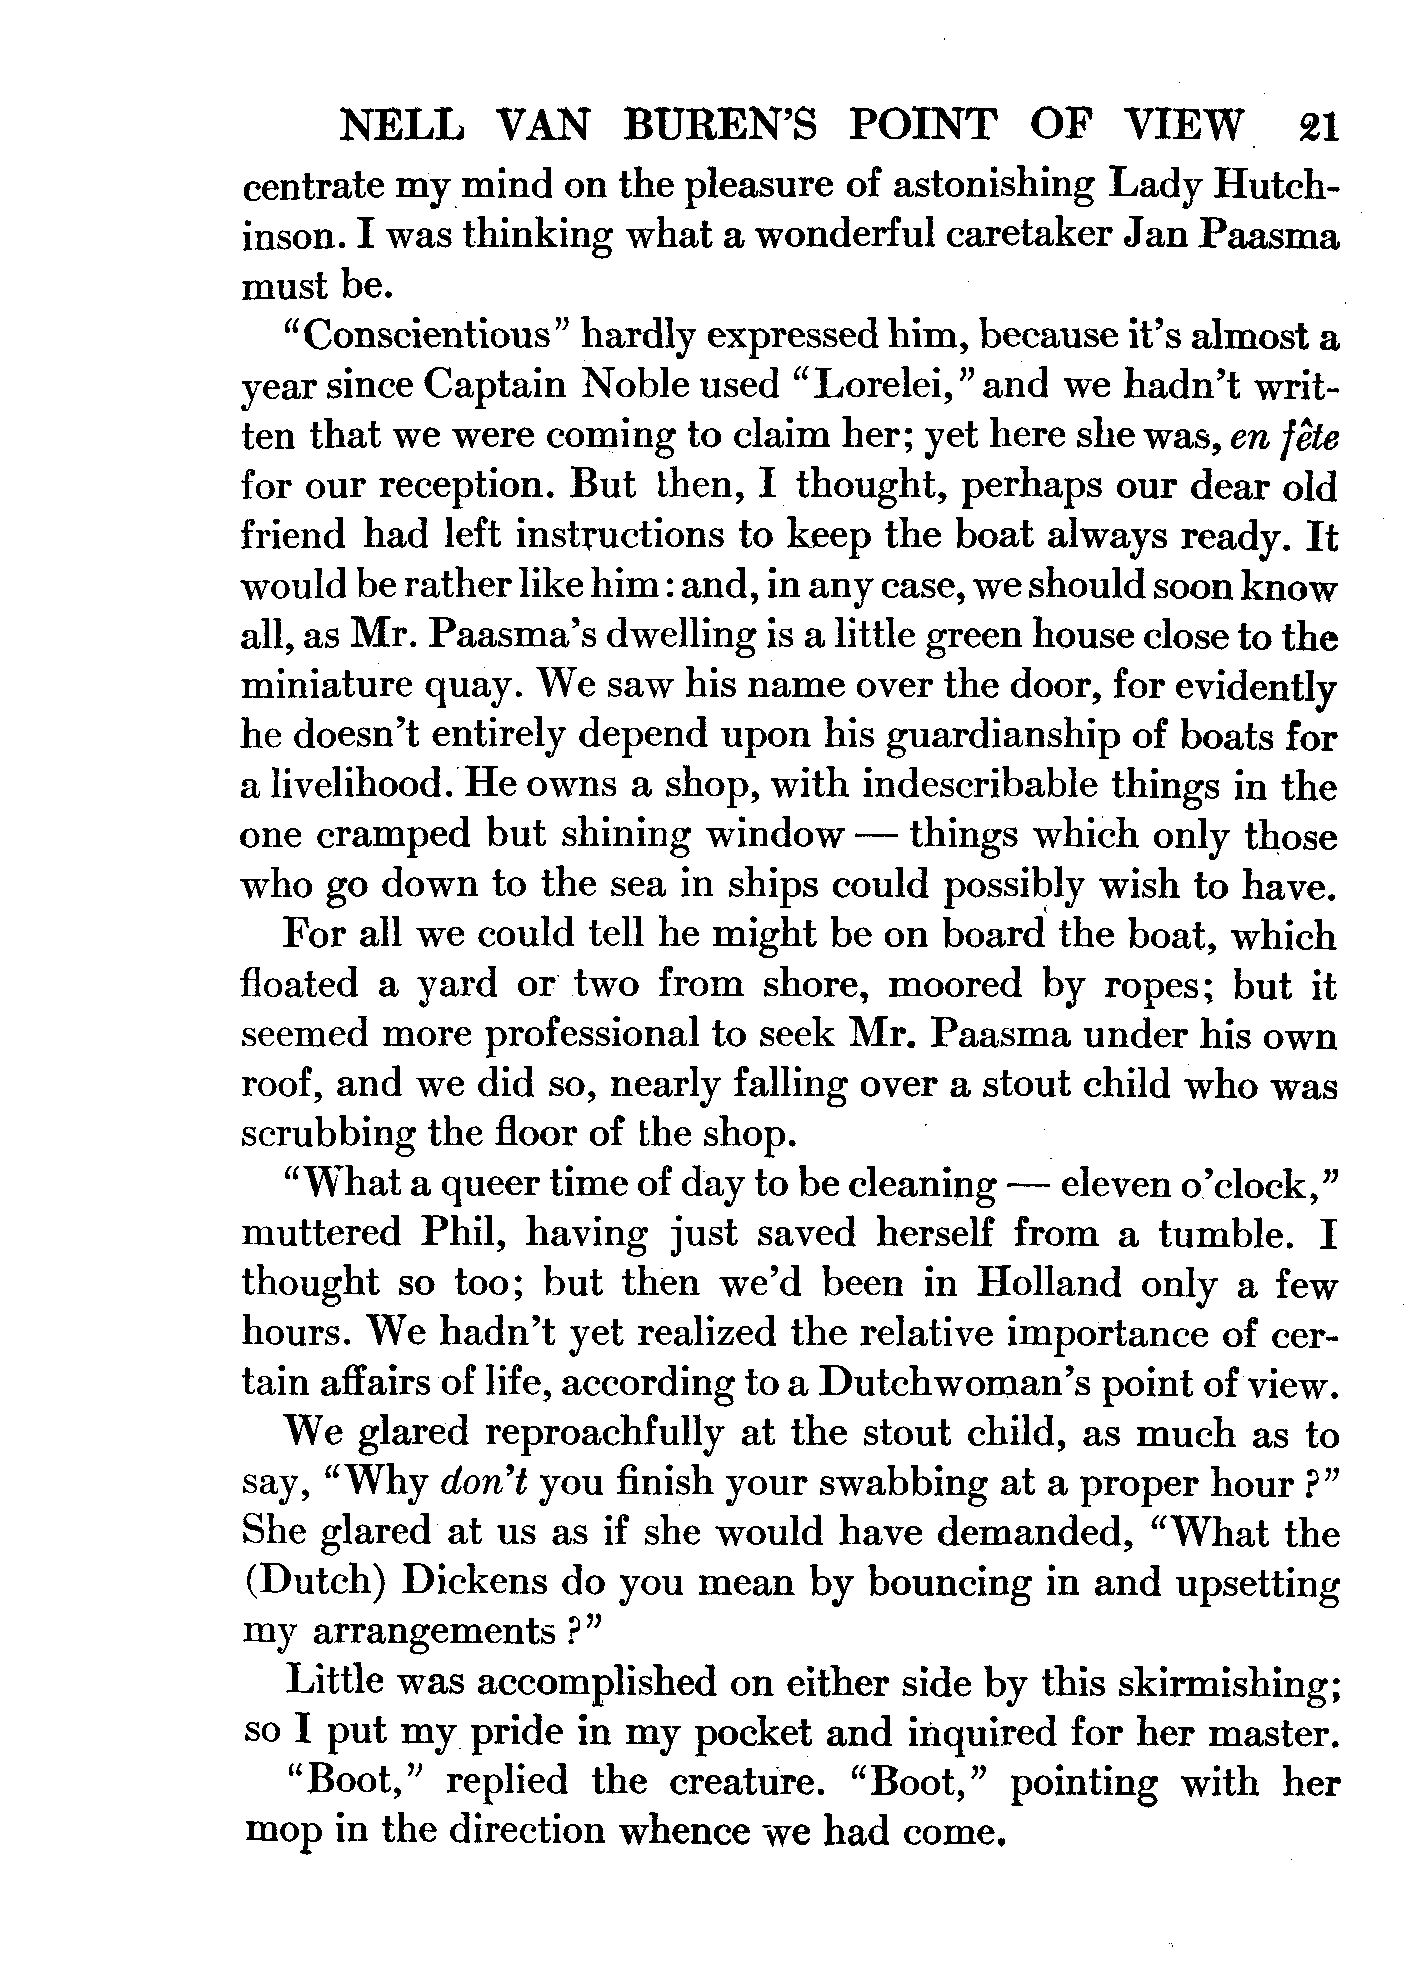 NELL VAN BUREN'S POINT OF VIEW 21
centrate my mind on the pleasure of astonishing Lady Hutch-
inson. I was thinking what a wonderful caretaker Jan Paasma
must be.
"Conscientious" hardly expressed him, because it's almost a
year since Captain Noble used "Lorelei," and we hadn't writ-
ten that we were coming to claim her; yet here she was, en fête
for our reception. But then, I thought, perhaps our dear old
friend had left instructions to keep the boat always ready. It
would be rather like him: and, in any case, we should soon know
all, as Mr. Paasma's dwelling is a little green house close to the
miniature quay. We saw his name over the door, for evidently
he doesn't entirely depend upon his guardianship of boats for
a livelihood. He owns a shop, with indescribable things in the
one cramped but shining window — things which only those
who go down to the sea in ships could possibly wish to have.
For all we could tell he might be on board the boat, which
floated a yard or two from shore, moored by ropes; but it
seemed more professional to seek Mr. Paasma under his own
roof, and we did so, nearly falling over a stout child who was
scrubbing the floor of the shop.
"What a queer time of day to be cleaning — eleven o'clock,"
muttered Phil, having just saved herself from a tumble. I
thought so too; but then we'd been in Holland only a few
hours. We hadn't yet realized the relative importance of cer-
tain affairs of life, according to a Dutchwoman's point of view.
We glared reproachfully at the stout child, as much as to
say, "Why don't you finish your swabbing at a proper hour?"
She glared at us as if she would have demanded, "What the
(Dutch) Dickens do you mean by bouncing in and upsetting
my arrangements?"
Little was accomplished on either side by this skirmishing;
so I put my pride in my pocket and inquired for her master.
"Boot," replied the creature. "Boot," pointing with her
mop in the direction whence we had come.